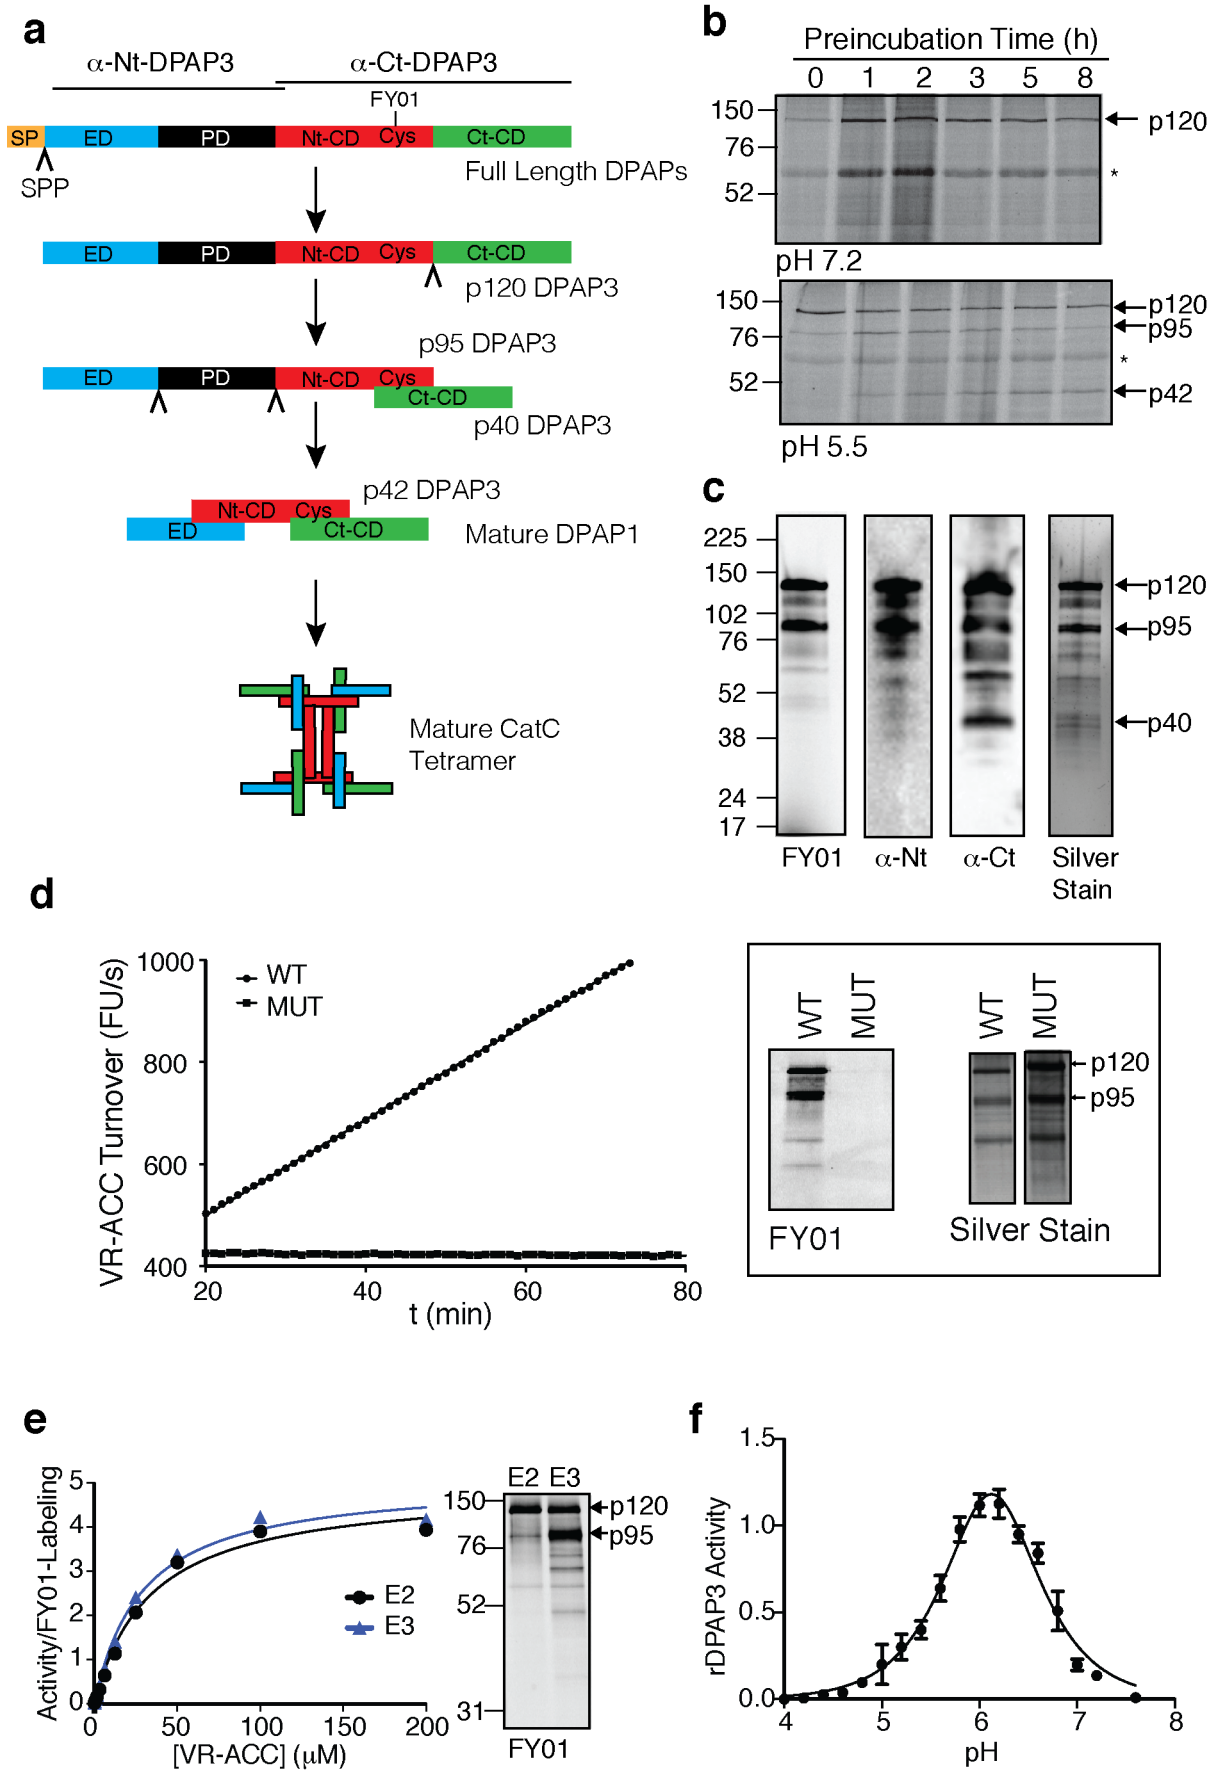 a
α-Nt-DPAP3
α-Ct-DPAP3
FY01
SP ED PD Nt-CD Cys Ct-CD
SPP
Full Length DPAPs
ED PD Nt-CD Cys Ct-CD
p120 DPAP3
p95 DPAP3
ED PD Nt-CD Cys
Ct-CD
p40 DPAP3
p42 DPAP3
Nt-CD Cys
ED Ct-CD
Mature DPAP1
Mature CatC
Tetramer
b
Preincubation Time (h)
0 1 2 3 5 8
150
76
52
p120
*
pH 7.2
150
76
52
p120
p95
*
p42
pH 5.5
c
225
150
102
76
52
38
24
17
p120
p95
p40
FY01
α-Nt
α-Ct
Silver
Stain
d
VR-ACC Turnover (FU/s)
1000
800
600
400
WT
MUT
20 40 60 80
t (min)
WT MUT
FY01
WT MUT
p120
p95
Silver Stain
e
Activity/FY01-Labeling
5
4
3
2
1
0
E2
E3
0 50 100 150 200
[VR-ACC] (µM)
E2 E3
150
76
52
31
p120
p95
FY01
f
rDPAP3 Activity
1.5
1.0
0.5
0.0
4 5 6 7 8
pH